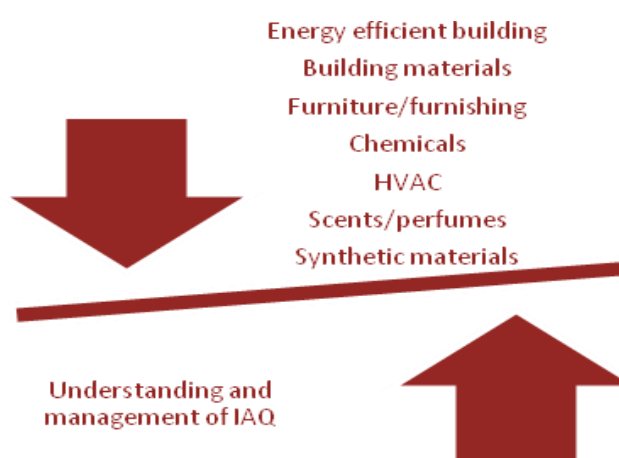 Energy efficient building
Building materials
Furniture/furnishing
Chemicals
HVAC
Scents/perfumes
Synthetic materials
Understanding and
management of IAQ